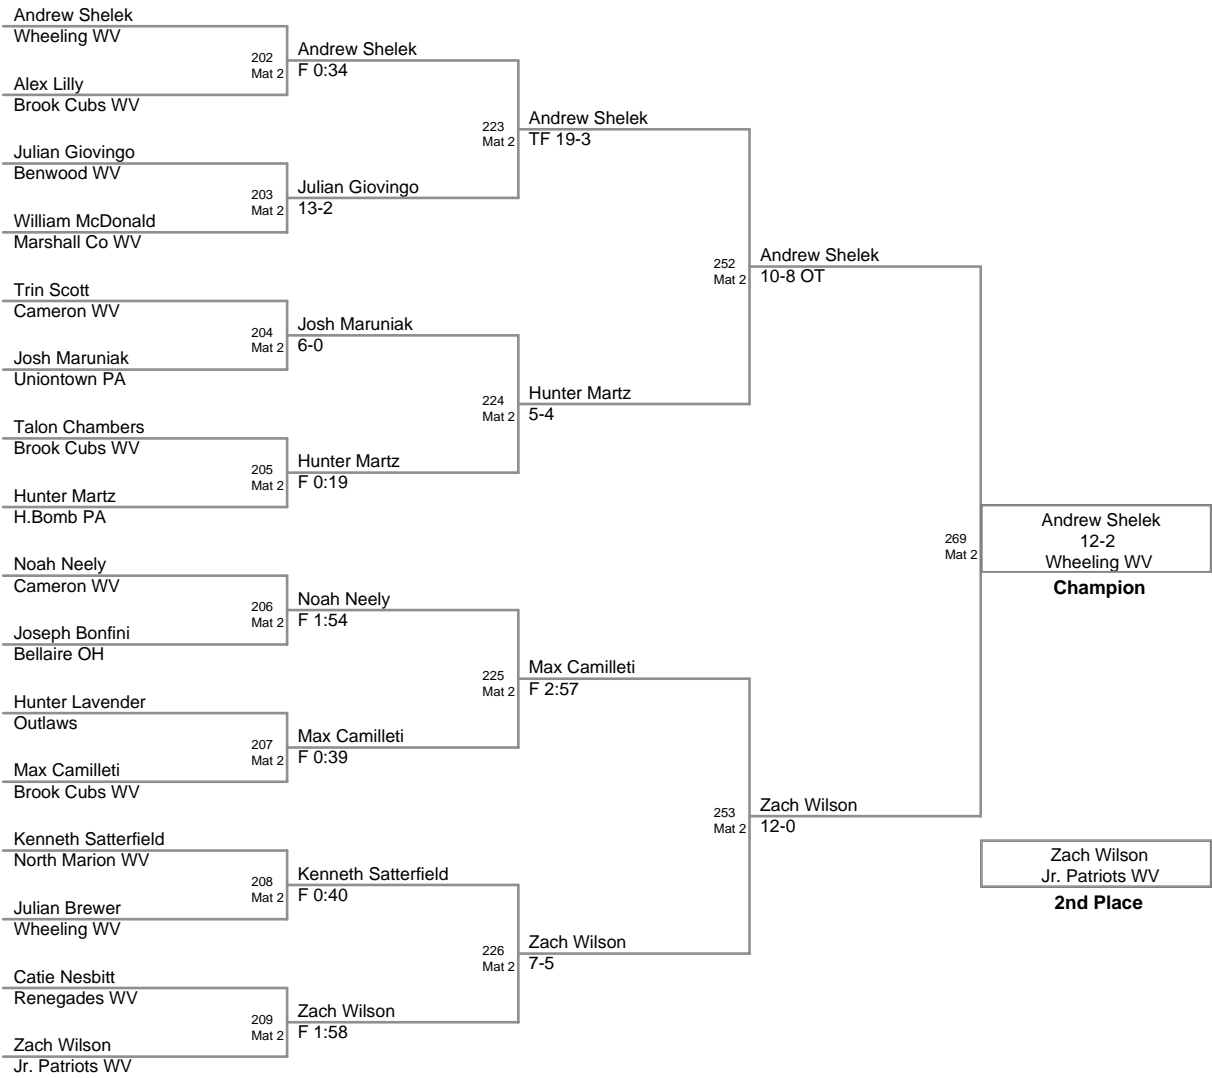 Andrew Shelek
Wheeling WV
202
Mat 2
Andrew Shelek
F 0:34
Alex Lilly
Brook Cubs WV
223
Mat 2
Andrew Shelek
TF 19-3
Julian Giovingo
Benwood WV
203
Mat 2
Julian Giovingo
13-2
William McDonald
Marshall Co WV
252
Mat 2
Andrew Shelek
10-8 OT
Trin Scott
Cameron WV
204
Mat 2
Josh Maruniak
6-0
Josh Maruniak
Uniontown PA
224
Mat 2
Hunter Martz
5-4
Talon Chambers
Brook Cubs WV
205
Mat 2
Hunter Martz
F 0:19
Hunter Martz
H.Bomb PA
269
Mat 2
Andrew Shelek
12-2
Wheeling WV
Champion
Noah Neely
Cameron WV
206
Mat 2
Noah Neely
F 1:54
Joseph Bonfini
Bellaire OH
225
Mat 2
Max Camilleti
F 2:57
Hunter Lavender
Outlaws
207
Mat 2
Max Camilleti
F 0:39
Max Camilleti
Brook Cubs WV
253
Mat 2
Zach Wilson
12-0
Kenneth Satterfield
North Marion WV
208
Mat 2
Kenneth Satterfield
F 0:40
Zach Wilson
Jr. Patriots WV
2nd Place
Julian Brewer
Wheeling WV
226
Mat 2
Zach Wilson
7-5
Catie Nesbitt
Renegades WV
209
Mat 2
Zach Wilson
F 1:58
Zach Wilson
Jr. Patriots WV